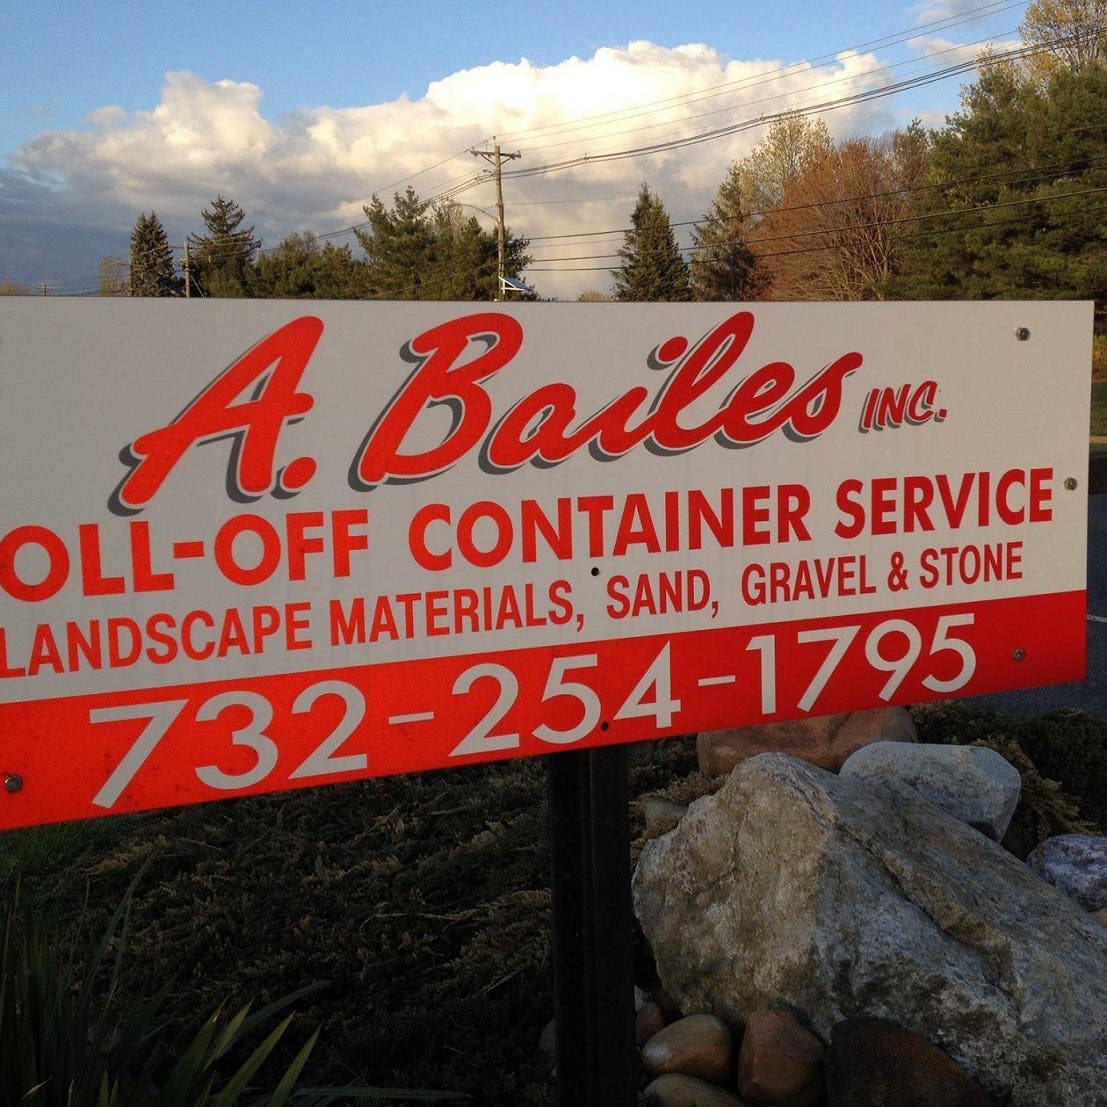 A. Bailes INC.
OLL-OFF CONTAINER SERVICE
LANDSCAPE MATERIALS, SAND, GRAVEL & STONE
732-254-1795